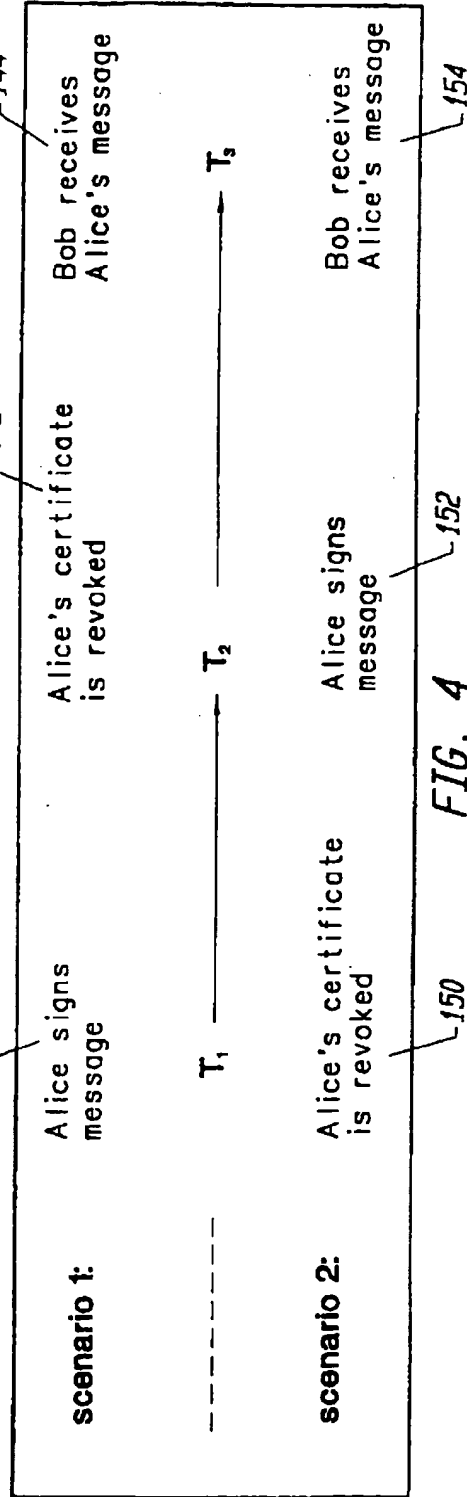 144
scenario 1:
Alice signs
message
Alice's certificate
is revoked
Bob receives
Alice's message
T₁
T₂
T₃
scenario 2:
Alice's certificate
is revoked
Alice signs
message
Bob receives
Alice's message
150
152
154
FIG. 4